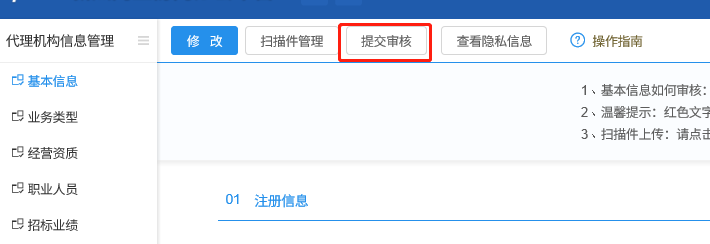 代理机构信息管理
修 改 扫描件管理 提交审核 查看隐私信息 ? 操作指南
基本信息
业务类型
经营资质
职业人员
招标业绩
1、基本信息如何审核：
2、温馨提示：红色文字
3、扫描件上传：请点击
01 注册信息